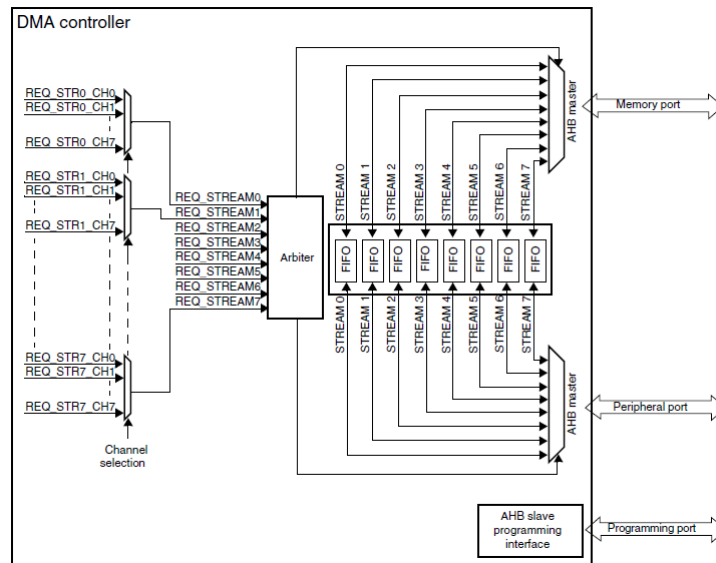 DMA controller
REQ_STR0_CH0
REQ_STR0_CH1
REQ_STR0_CH7
REQ_STR1_CH0
REQ_STR1_CH1
REQ_STR1_CH7
REQ_STR7_CH0
REQ_STR7_CH1
REQ_STR7_CH7
Channel
selection
REQ_STREAM0
REQ_STREAM1
REQ_STREAM2
REQ_STREAM3
REQ_STREAM4
REQ_STREAM5
REQ_STREAM6
REQ_STREAM7
Arbiter
STREAM 0
STREAM 1
STREAM 2
STREAM 3
STREAM 4
STREAM 5
STREAM 6
STREAM 7
FIFO
FIFO
FIFO
FIFO
FIFO
FIFO
FIFO
FIFO
STREAM 0
STREAM 1
STREAM 2
STREAM 3
STREAM 4
STREAM 5
STREAM 6
STREAM 7
AHB master
Memory port
AHB master
Peripheral port
AHB slave
programming
interface
Programming port